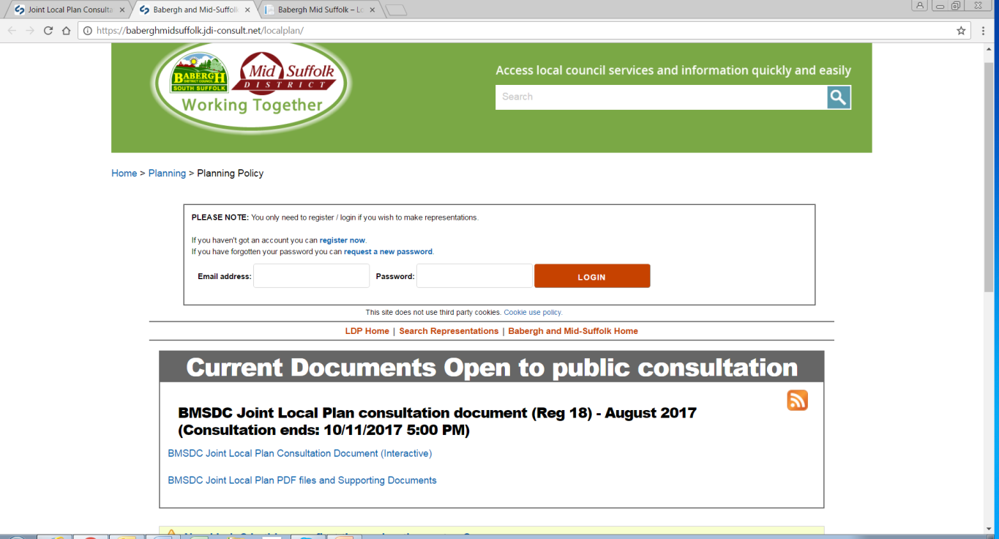 Joint Local Plan Consulta
Babergh and Mid-Suffolk
Babergh Mid Suffolk – Lo
https://baberghmidsuffolk.jdi-consult.net/localplan/
BABERGH
DISTRICT COUNCIL
SOUTH SUFFOLK
Mid Suffolk
DISTRICT
Working Together
Access local council services and information quickly and easily
Search
Home > Planning > Planning Policy
PLEASE NOTE: You only need to register / login if you wish to make representations.
If you haven't got an account you can register now.
If you have forgotten your password you can request a new password.
Email address: Password: LOGIN
This site does not use third party cookies. Cookie use policy.
LDP Home | Search Representations | Babergh and Mid-Suffolk Home
Current Documents Open to public consultation
BMSDC Joint Local Plan consultation document (Reg 18) - August 2017
(Consultation ends: 10/11/2017 5:00 PM)
BMSDC Joint Local Plan Consultation Document (Interactive)
BMSDC Joint Local Plan PDF files and Supporting Documents